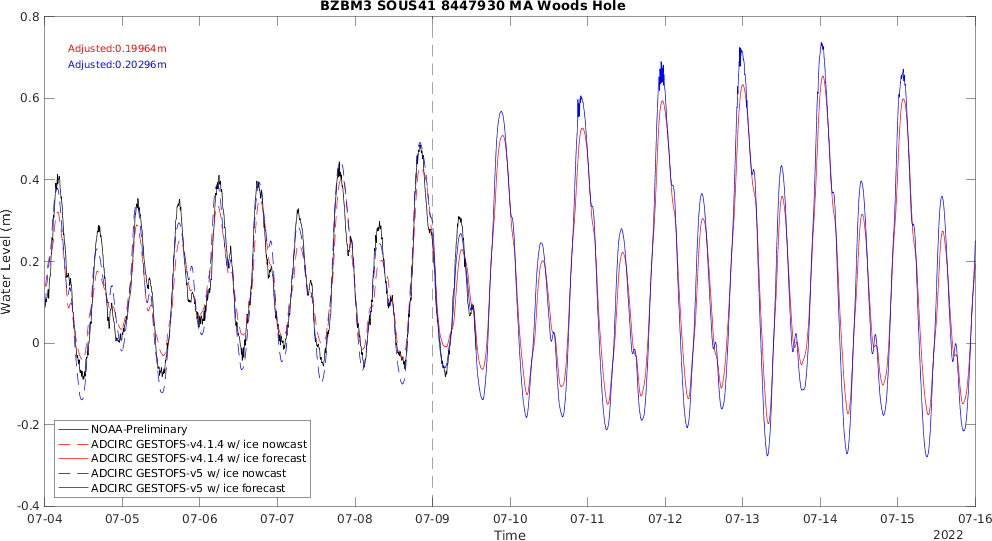 BZBM3 SOUS41 8447930 MA Woods Hole
Adjusted:0.19964m
Adjusted:0.20296m
Water Level (m)
0.8
0.6
0.4
0.2
0
-0.2
-0.4
NOAA-Preliminary
ADCIRC GESTOFS-v4.1.4 w/ ice nowcast
ADCIRC GESTOFS-v4.1.4 w/ ice forecast
ADCIRC GESTOFS-v5 w/ ice nowcast
ADCIRC GESTOFS-v5 w/ ice forecast
07-04 07-05 07-06 07-07 07-08 07-09 07-10 07-11 07-12 07-13 07-14 07-15 07-16
Time
2022